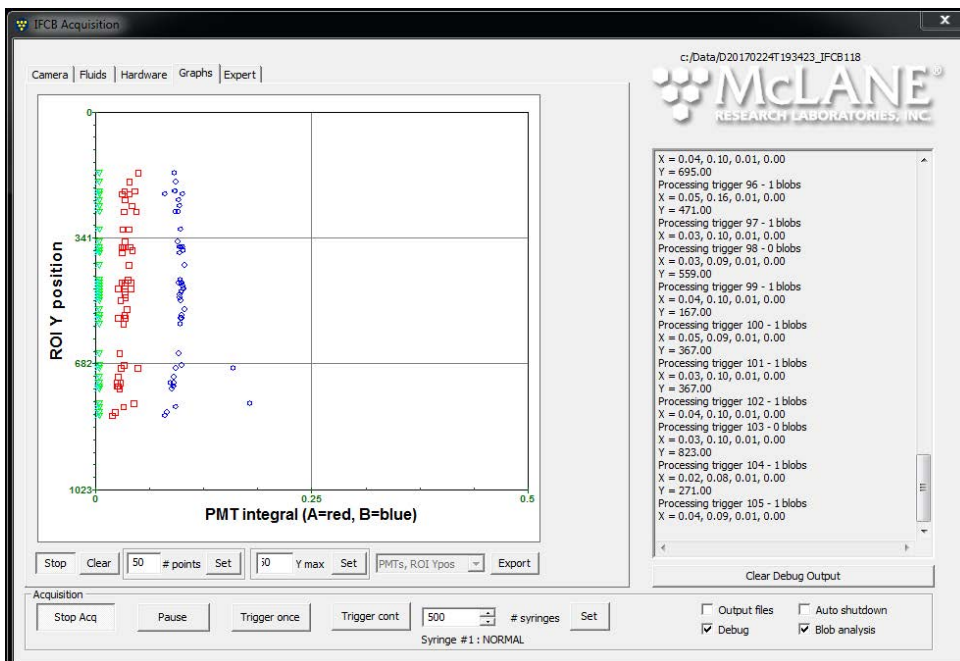 IFCB Acquisition
x
c:/Data/D20170224T193423_IFCB118
McLANE®
RESEARCH LABORATORIES, INC.
Camera Fluids Hardware Graphs Expert
0
341
682
1023
ROI Y position
0 0.25 0.5
PMT integral (A=red, B=blue)
X = 0.04, 0.10, 0.01, 0.00
Y = 695.00
Processing trigger 96 - 1 blobs
X = 0.05, 0.16, 0.01, 0.00
Y = 471.00
Processing trigger 97 - 1 blobs
X = 0.03, 0.10, 0.01, 0.00
Processing trigger 98 - 0 blobs
X = 0.03, 0.09, 0.01, 0.00
Y = 559.00
Processing trigger 99 - 1 blobs
X = 0.04, 0.10, 0.01, 0.00
Y = 167.00
Processing trigger 100 - 1 blobs
X = 0.05, 0.09, 0.01, 0.00
Y = 367.00
Processing trigger 101 - 1 blobs
X = 0.03, 0.10, 0.01, 0.00
Y = 367.00
Processing trigger 102 - 1 blobs
X = 0.04, 0.10, 0.01, 0.00
Processing trigger 103 - 0 blobs
X = 0.03, 0.10, 0.01, 0.00
Y = 823.00
Processing trigger 104 - 1 blobs
X = 0.02, 0.08, 0.01, 0.00
Y = 271.00
Processing trigger 105 - 1 blobs
X = 0.04, 0.09, 0.01, 0.00
Stop Clear 50 # points Set Y max Set PMTs, ROI Ypos Export
Clear Debug Output
Acquisition
Stop Acq Pause Trigger once Trigger cont 500 # syringes Set
Syringe #1 : NORMAL
Output files Auto shutdown
Debug Blob analysis